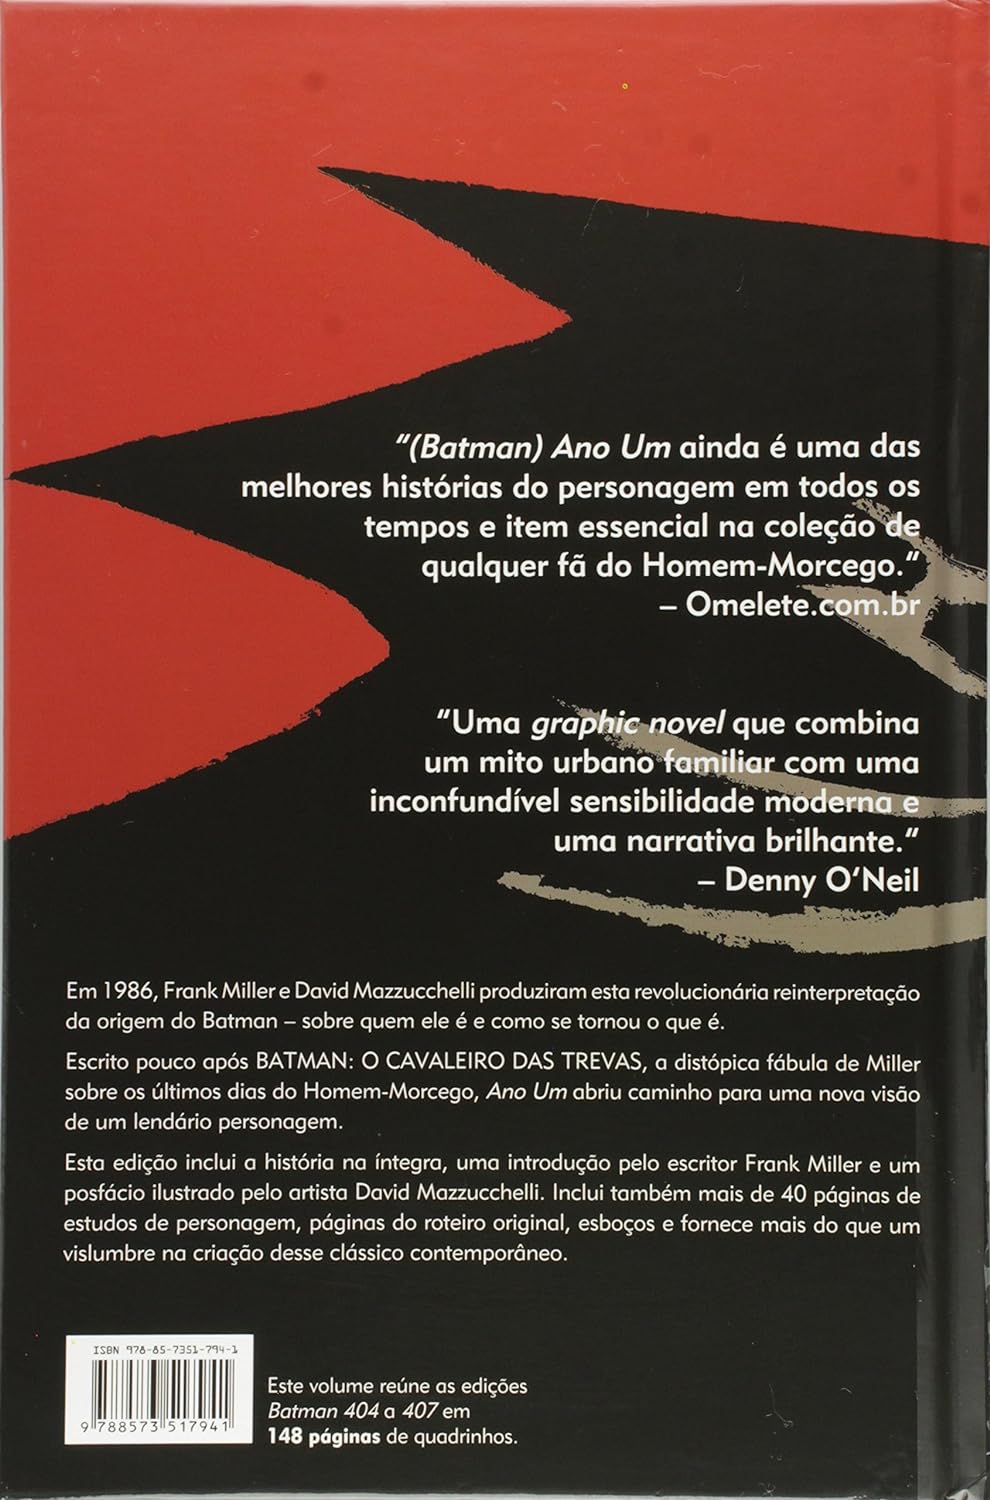 “(Batman) Ano Um ainda é uma das
melhores histórias do personagem em todos os
tempos e item essencial na coleção de
qualquer fã do Homem-Morcego.“
– Omelete.com.br
“Uma graphic novel que combina
um mito urbano familiar com uma
inconfundível sensibilidade moderna e
uma narrativa brilhante.“
– Denny O‘Neil
Em 1986, Frank Miller e David Mazzucchelli produziram esta revolucionária reinterpretação
da origem do Batman – sobre quem ele é e como se tornou o que é.
Escrito pouco após BATMAN: O CAVALEIRO DAS TREVAS, a distópica fábula de Miller
sobre os últimos dias do Homem-Morcego, Ano Um abriu caminho para uma nova visão
de um lendário personagem.
Esta edição inclui a história na íntegra, uma introdução pelo escritor Frank Miller e um
posfácio ilustrado pelo artista David Mazzucchelli. Inclui também mais de 40 páginas de
estudos de personagem, páginas do roteiro original, esboços e fornece mais do que um
vislumbre na criação desse clássico contemporâneo.
ISBN 978-85-7351-794-1
9 788573 517941
Este volume reúne as edições
Batman 404 a 407 em
148 páginas de quadrinhos.